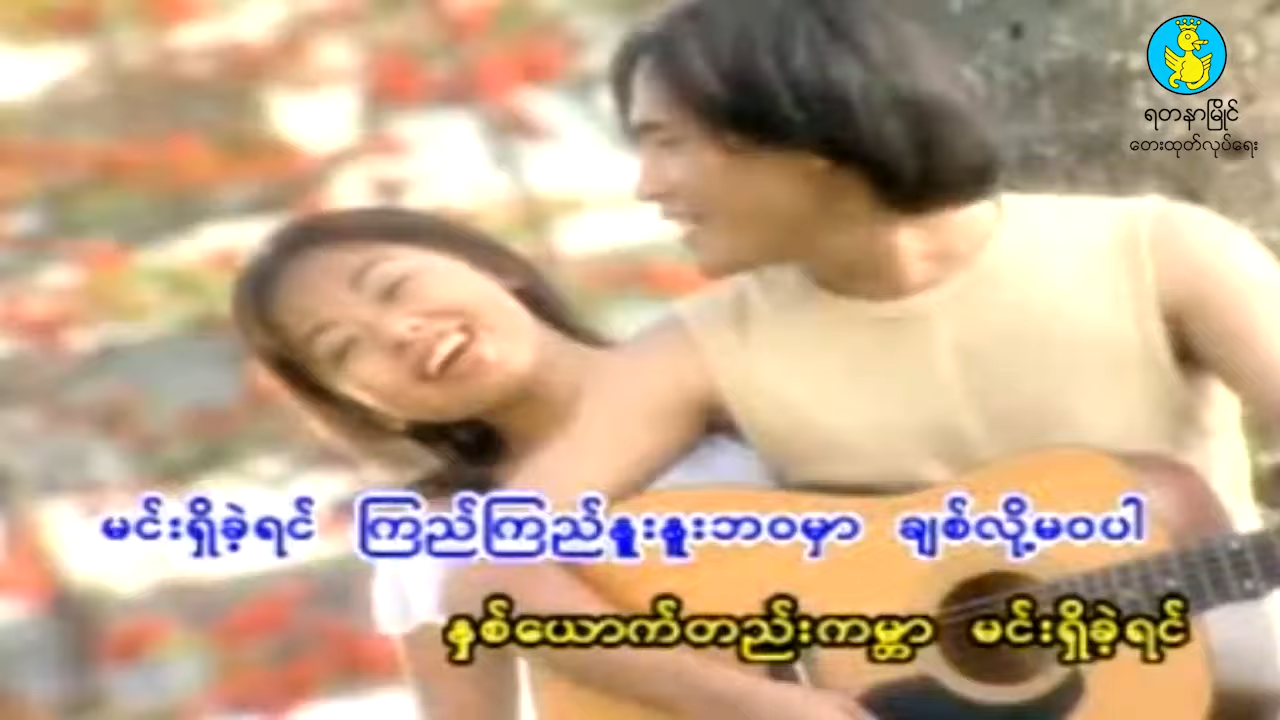 ရတနာမြိုင်
တေးထုတ်လုပ်ရေး
မင်းရှိခဲ့ရင် ကြည်ကြည်နူးနူးဘဝမှာ ချစ်လို့မဝပါ
နှစ်ယောက်တည်းကမ္ဘာ မင်းရှိခဲ့ရင်